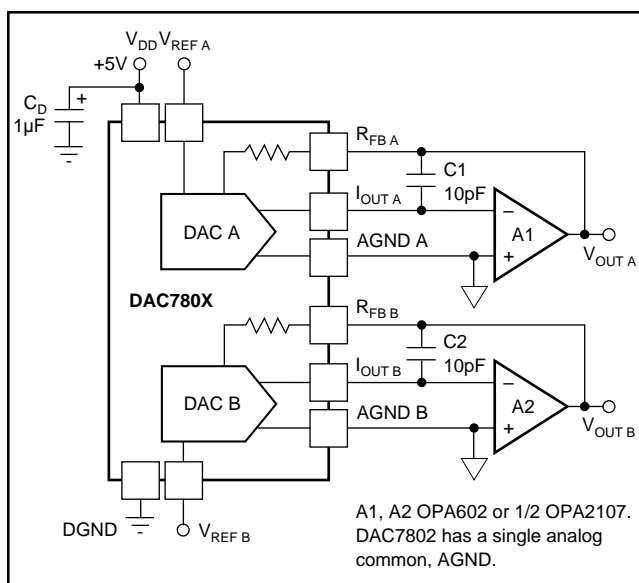 V_DD V_REF A
+5V
C_D
1µF
+
R_FB A
C1
10pF
I_OUT A
DAC A
AGND A
−
+
A1
V_OUT A
DAC780X
R_FB B
C2
10pF
I_OUT B
DAC B
AGND B
−
+
A2
V_OUT B
DGND
V_REF B
A1, A2 OPA602 or 1/2 OPA2107.
DAC7802 has a single analog
common, AGND.